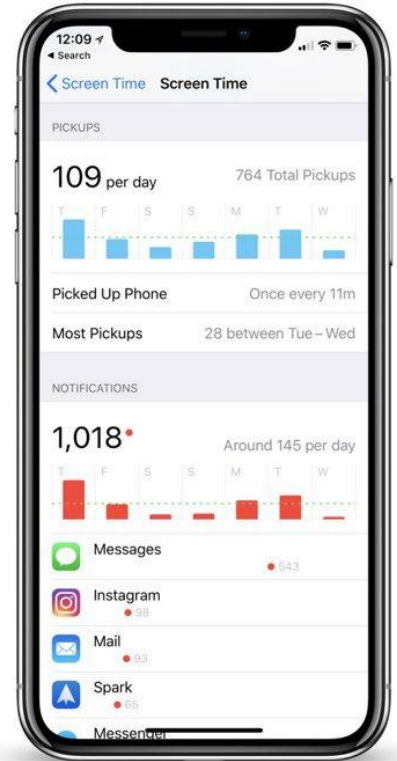 12:09
Search
Screen Time Screen Time
PICKUPS
109 per day 764 Total Pickups
T F S S M T W
Picked Up Phone Once every 11m
Most Pickups 28 between Tue – Wed
NOTIFICATIONS
1,018 Around 145 per day
T F S S M T W
Messages
543
Instagram
98
Mail
93
Spark
65
Messenger